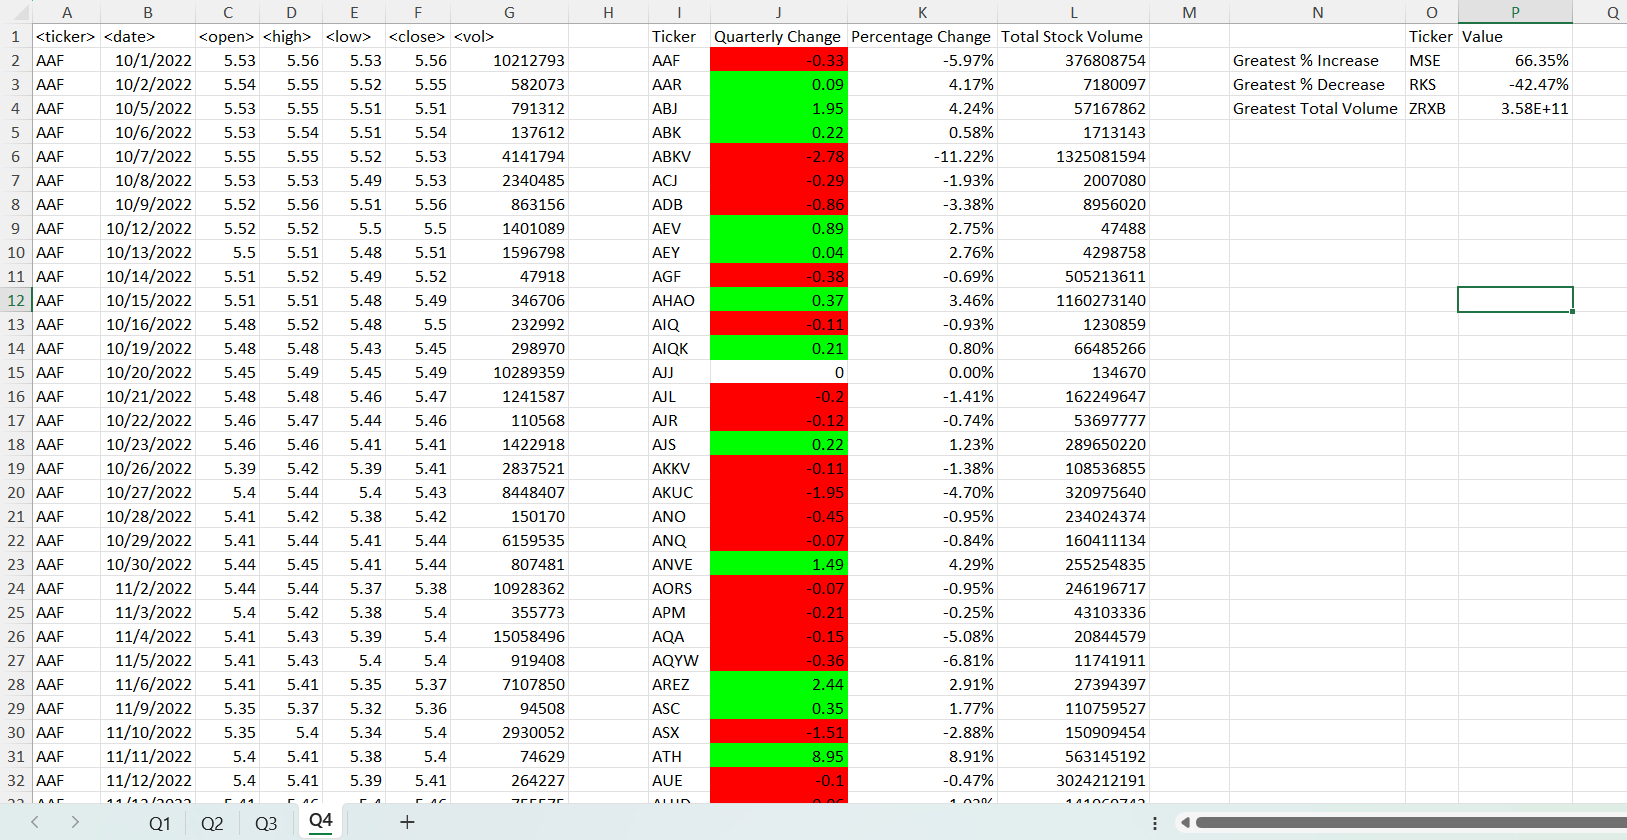 A B C D E F G H I J K L M N O P Q
1 <ticker> <date> <open> <high> <low> <close> <vol> Ticker Quarterly Change Percentage Change Total Stock Volume Ticker Value
2 AAF 10/1/2022 5.53 5.56 5.53 5.56 10212793 AAF -0.33 -5.97% 376808754 Greatest % Increase MSE 66.35%
3 AAF 10/2/2022 5.54 5.55 5.52 5.55 582073 AAR 0.09 4.17% 7180097 Greatest % Decrease RKS -42.47%
4 AAF 10/5/2022 5.53 5.55 5.51 5.51 791312 ABJ 1.95 4.24% 57167862 Greatest Total Volume ZRXB 3.58E+11
5 AAF 10/6/2022 5.53 5.54 5.51 5.54 137612 ABK 0.22 0.58% 1713143
6 AAF 10/7/2022 5.55 5.55 5.52 5.53 4141794 ABKV -2.78 -11.22% 1325081594
7 AAF 10/8/2022 5.53 5.53 5.49 5.53 2340485 ACJ -0.29 -1.93% 2007080
8 AAF 10/9/2022 5.52 5.56 5.51 5.56 863156 ADB -0.86 -3.38% 8956020
9 AAF 10/12/2022 5.52 5.52 5.5 5.5 1401089 AEV 0.89 2.75% 47488
10 AAF 10/13/2022 5.5 5.51 5.48 5.51 1596798 AEY 0.04 2.76% 4298758
11 AAF 10/14/2022 5.51 5.52 5.49 5.52 47918 AGF -0.38 -0.69% 505213611
12 AAF 10/15/2022 5.51 5.51 5.48 5.49 346706 AHAO 0.37 3.46% 1160273140
13 AAF 10/16/2022 5.48 5.52 5.48 5.5 232992 AIQ -0.11 -0.93% 1230859
14 AAF 10/19/2022 5.48 5.48 5.43 5.45 298970 AIQK 0.21 0.80% 66485266
15 AAF 10/20/2022 5.45 5.49 5.45 5.49 10289359 AJJ 0 0.00% 134670
16 AAF 10/21/2022 5.48 5.48 5.46 5.47 1241587 AJL -0.2 -1.41% 162249647
17 AAF 10/22/2022 5.46 5.47 5.44 5.46 110568 AJR -0.12 -0.74% 53697777
18 AAF 10/23/2022 5.46 5.46 5.41 5.41 1422918 AJS 0.22 1.23% 289650220
19 AAF 10/26/2022 5.39 5.42 5.39 5.41 2837521 AKKV -0.11 -1.38% 108536855
20 AAF 10/27/2022 5.4 5.44 5.4 5.43 8448407 AKUC -1.95 -4.70% 320975640
21 AAF 10/28/2022 5.41 5.42 5.38 5.42 150170 ANO -0.45 -0.95% 234024374
22 AAF 10/29/2022 5.41 5.44 5.41 5.44 6159535 ANQ -0.07 -0.84% 160411134
23 AAF 10/30/2022 5.44 5.45 5.41 5.44 807481 ANVE 1.49 4.29% 255254835
24 AAF 11/2/2022 5.44 5.44 5.37 5.38 10928362 AORS -0.07 -0.95% 246196717
25 AAF 11/3/2022 5.4 5.42 5.38 5.4 355773 APM -0.21 -0.25% 43103336
26 AAF 11/4/2022 5.41 5.43 5.39 5.4 15058496 AQA -0.15 -5.08% 20844579
27 AAF 11/5/2022 5.41 5.43 5.4 5.4 919408 AQYW -0.36 -6.81% 11741911
28 AAF 11/6/2022 5.41 5.41 5.35 5.37 7107850 AREZ 2.44 2.91% 27394397
29 AAF 11/9/2022 5.35 5.37 5.32 5.36 94508 ASC 0.35 1.77% 110759527
30 AAF 11/10/2022 5.35 5.4 5.34 5.4 2930052 ASX -1.51 -2.88% 150909454
31 AAF 11/11/2022 5.4 5.41 5.38 5.4 74629 ATH 8.95 8.91% 563145192
32 AAF 11/12/2022 5.4 5.41 5.39 5.41 264227 AUE -0.1 -0.47% 3024212191
Q1 Q2 Q3 Q4